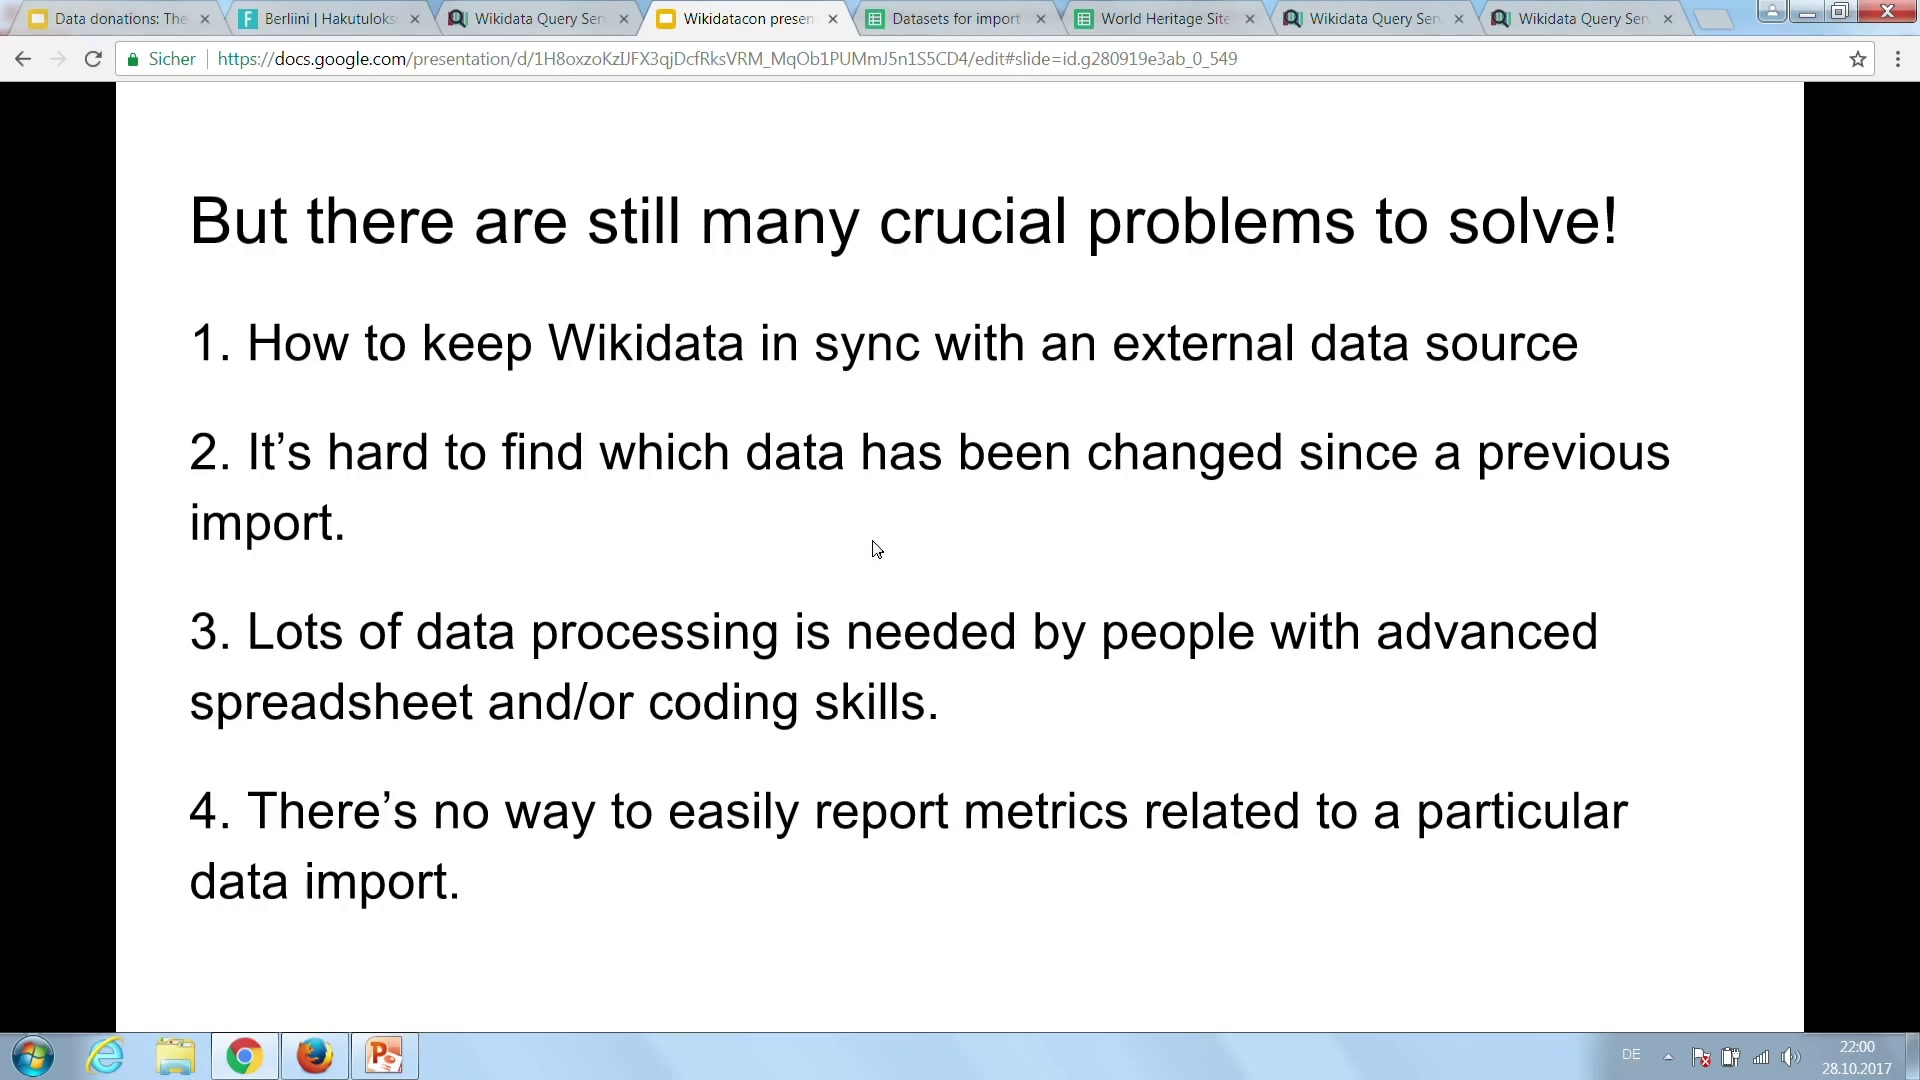 Data donations: The
Berliini | Hakutuloks
Wikidata Query Serv
Wikidatacon presen
Datasets for import
World Heritage Site
Wikidata Query Serv
Wikidata Query Serv
Sicher
https://docs.google.com/presentation/d/1H8oxzoKzIJFX3qjDcfRksVRM_MqOb1PUMmJ5n1S5CD4/edit#slide=id.g280919e3ab_0_549
But there are still many crucial problems to solve!
1. How to keep Wikidata in sync with an external data source
2. It’s hard to find which data has been changed since a previous
import.
3. Lots of data processing is needed by people with advanced
spreadsheet and/or coding skills.
4. There’s no way to easily report metrics related to a particular
data import.
DE
22:00
28.10.2017